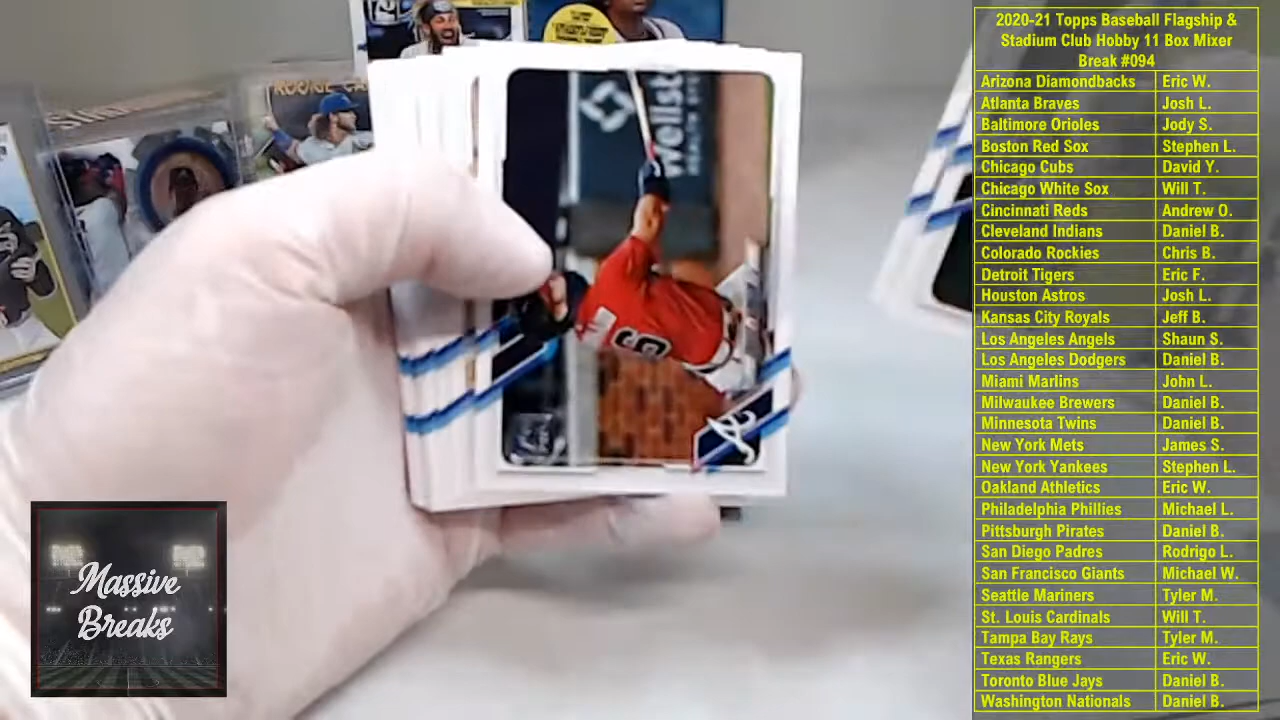 2020-21 Topps Baseball Flagship &
Stadium Club Hobby 11 Box Mixer
Break #094
Arizona Diamondbacks Eric W.
Atlanta Braves Josh L.
Baltimore Orioles Jody S.
Boston Red Sox Stephen L.
Chicago Cubs David Y.
Chicago White Sox Will T.
Cincinnati Reds Andrew O.
Cleveland Indians Daniel B.
Colorado Rockies Chris B.
Detroit Tigers Eric F.
Houston Astros Josh L.
Kansas City Royals Jeff B.
Los Angeles Angels Shaun S.
Los Angeles Dodgers Daniel B.
Miami Marlins John L.
Milwaukee Brewers Daniel B.
Minnesota Twins Daniel B.
New York Mets James S.
New York Yankees Stephen L.
Oakland Athletics Eric W.
Philadelphia Phillies Michael L.
Pittsburgh Pirates Daniel B.
San Diego Padres Rodrigo L.
San Francisco Giants Michael W.
Seattle Mariners Tyler M.
St. Louis Cardinals Will T.
Tampa Bay Rays Tyler M.
Texas Rangers Eric W.
Toronto Blue Jays Daniel B.
Washington Nationals Daniel B.
Wellst
HEALTH
6
A
Massive
Breaks